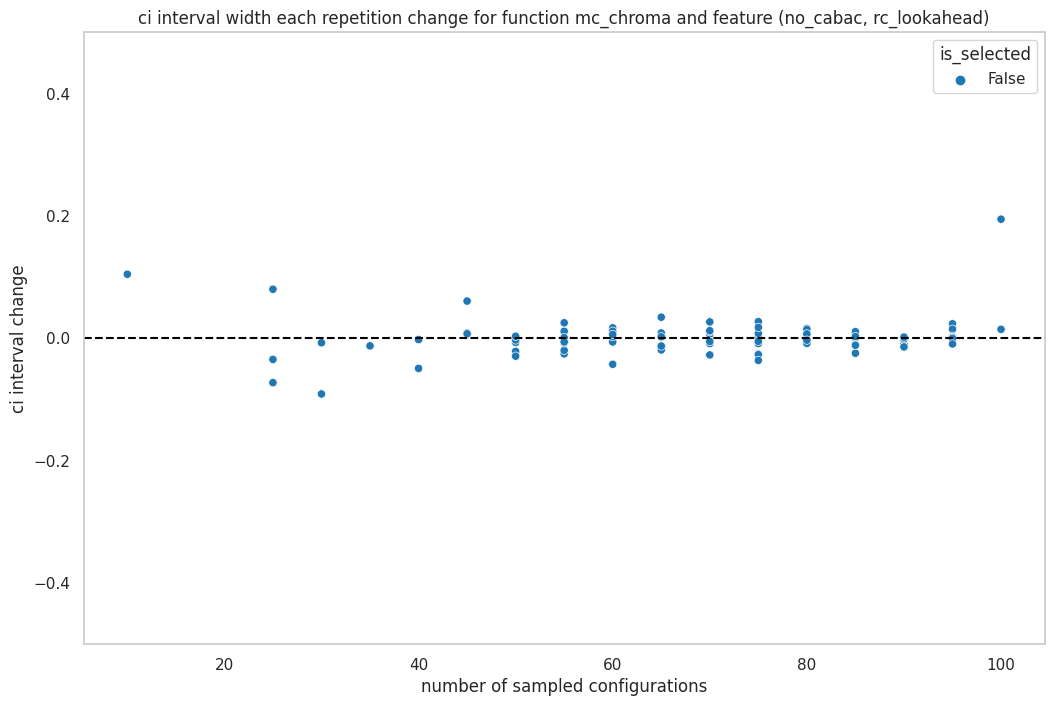 ci interval width each repetition change for function mc_chroma and feature (no_cabac, rc_lookahead)
is_selected
False
ci interval change
0.4
0.2
0.0
−0.2
−0.4
20 40 60 80 100
number of sampled configurations